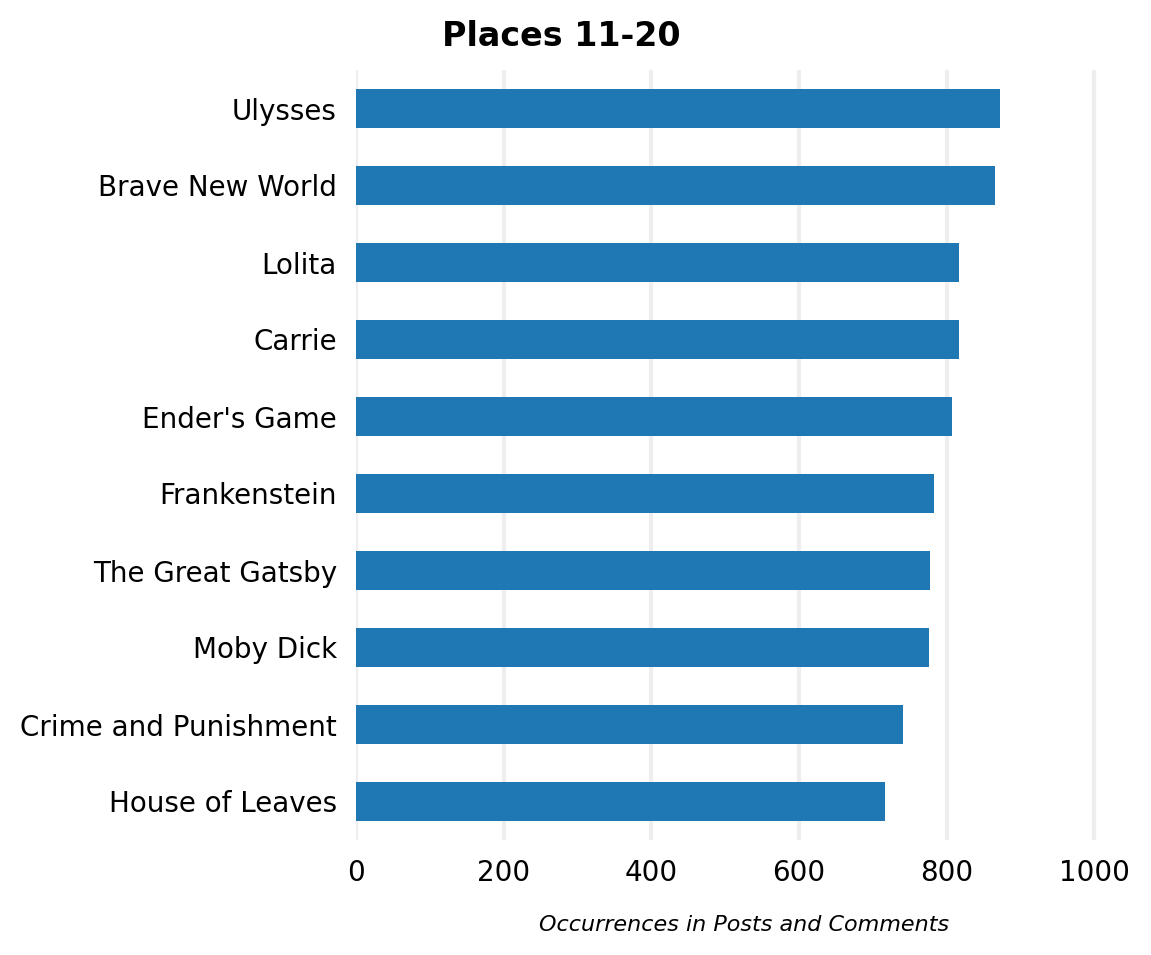 Places 11-20
Ulysses
Brave New World
Lolita
Carrie
Ender's Game
Frankenstein
The Great Gatsby
Moby Dick
Crime and Punishment
House of Leaves
0 200 400 600 800 1000
Occurrences in Posts and Comments